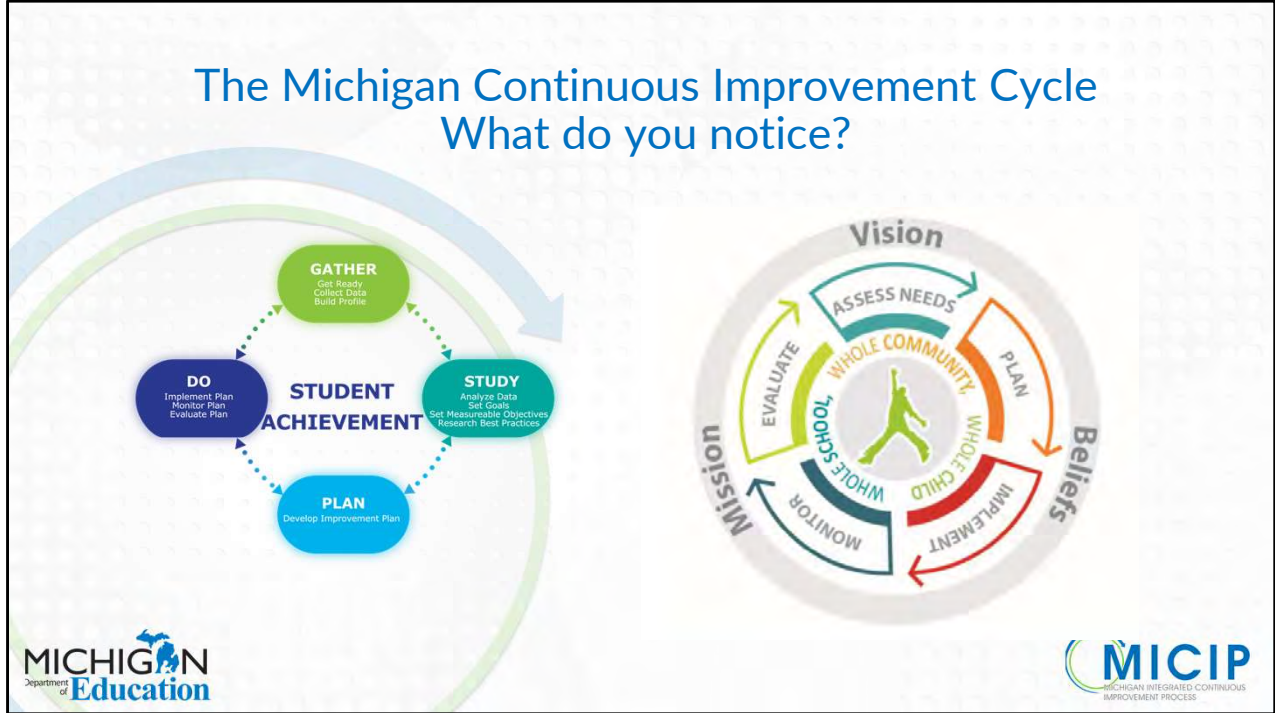 The Michigan Continuous Improvement Cycle
What do you notice?
GATHER
Get Ready
Collect Data
Build Profile
DO
Implement Plan
Monitor Plan
Evaluate Plan
STUDENT
ACHIEVEMENT
STUDY
Analyze Data
Set Goals
Set Measureable Objectives
Research Best Practices
PLAN
Develop Improvement Plan
Vision
Beliefs
Mission
ASSESS NEEDS
PLAN
IMPLEMENT
MONITOR
EVALUATE
WHOLE SCHOOL,
WHOLE COMMUNITY,
WHOLE CHILD
MICHIGAN
Department
of Education
MICIP
MICHIGAN INTEGRATED CONTINUOUS
IMPROVEMENT PROCESS